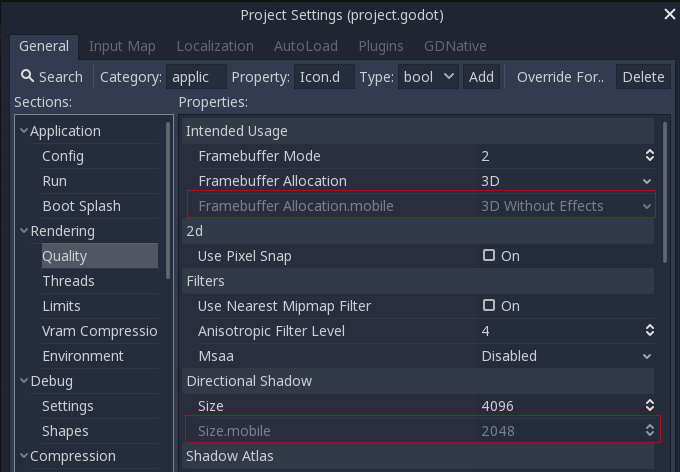 Project Settings (project.godot)
General Input Map Localization AutoLoad Plugins GDNative
Search Category: applic Property: Icon.d Type: bool Add Override For.. Delete
Sections: Properties:
Application Intended Usage
Config Framebuffer Mode 2
Run Framebuffer Allocation 3D
Boot Splash Framebuffer Allocation.mobile 3D Without Effects
Rendering 2d
Quality Use Pixel Snap On
Threads Filters
Limits Use Nearest Mipmap Filter On
Vram Compressio Anisotropic Filter Level 4
Environment Msaa Disabled
Debug Directional Shadow
Settings Size 4096
Shapes Size.mobile 2048
Compression Shadow Atlas